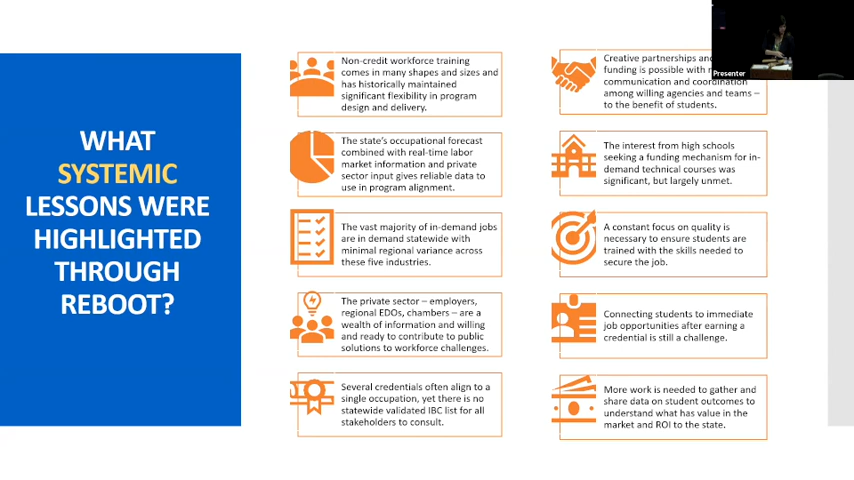 WHAT
SYSTEMIC
LESSONS WERE
HIGHLIGHTED
THROUGH
REBOOT?
Non-credit workforce training
comes in many shapes and sizes and
has historically maintained
significant flexibility in program
design and delivery.
The state's occupational forecast
combined with real-time labor
market information and private
sector input gives reliable data to
use in program alignment.
The vast majority of in-demand jobs
are in demand statewide with
minimal regional variance across
these five industries.
The private sector – employers,
regional EDOs, chambers – are a
wealth of information and willing
and ready to contribute to public
solutions to workforce challenges.
Several credentials often align to a
single occupation, yet there is no
statewide validated IBC list for all
stakeholders to consult.
Creative partnerships and
funding is possible with
communication and coordination
among willing agencies and teams –
to the benefit of students.
The interest from high schools
seeking a funding mechanism for in-
demand technical courses was
significant, but largely unmet.
A constant focus on quality is
necessary to ensure students are
trained with the skills needed to
secure the job.
Connecting students to immediate
job opportunities after earning a
credential is still a challenge.
More work is needed to gather and
share data on student outcomes to
understand what has value in the
market and ROI to the state.
Presenter